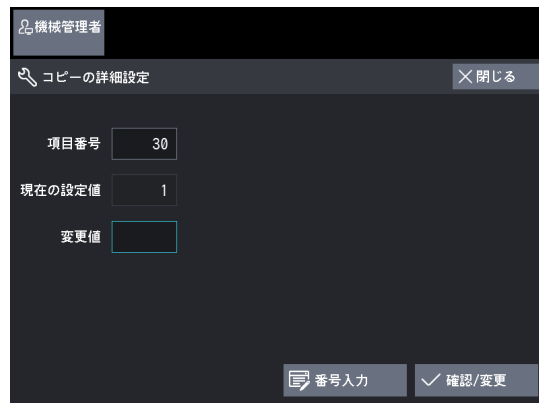 機械管理者
コピーの詳細設定
閉じる
項目番号 30
現在の設定値 1
変更値
番号入力
確認/変更